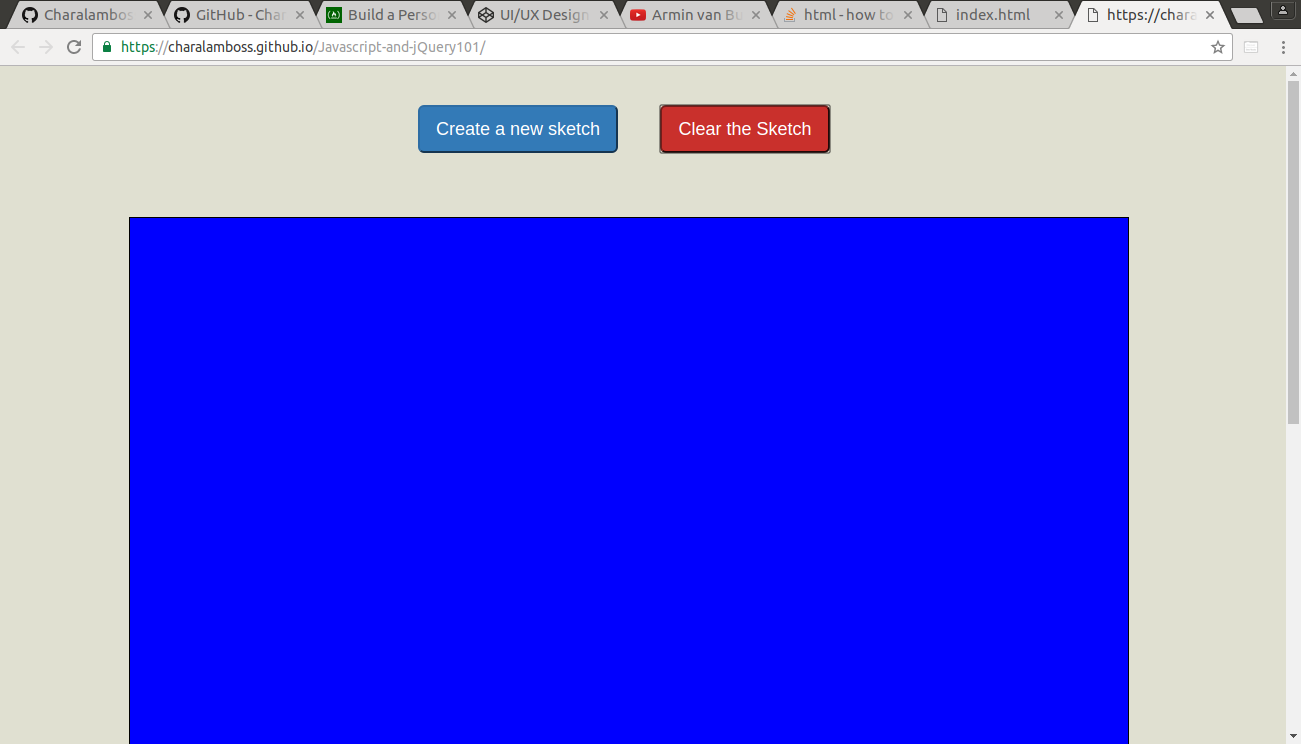 Charalambos
GitHub - Char
Build a Perso
UI/UX Design
Armin van Bu
html - how to
index.html
https://chara
https://charalamboss.github.io/Javascript-and-jQuery101/
Create a new sketch
Clear the Sketch